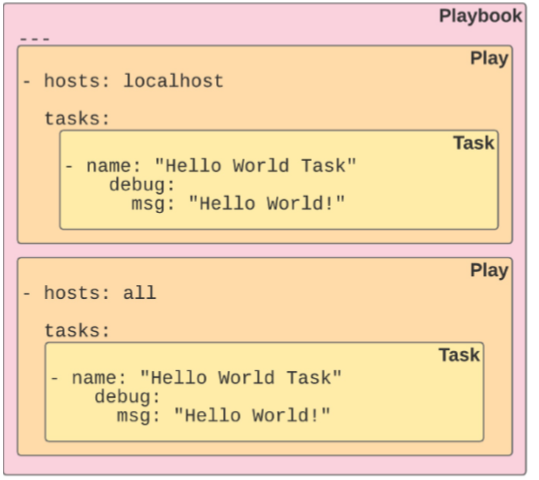 Playbook
---
Play
- hosts: localhost
tasks:
Task
- name: "Hello World Task"
debug:
msg: "Hello World!"
Play
- hosts: all
tasks:
Task
- name: "Hello World Task"
debug:
msg: "Hello World!"